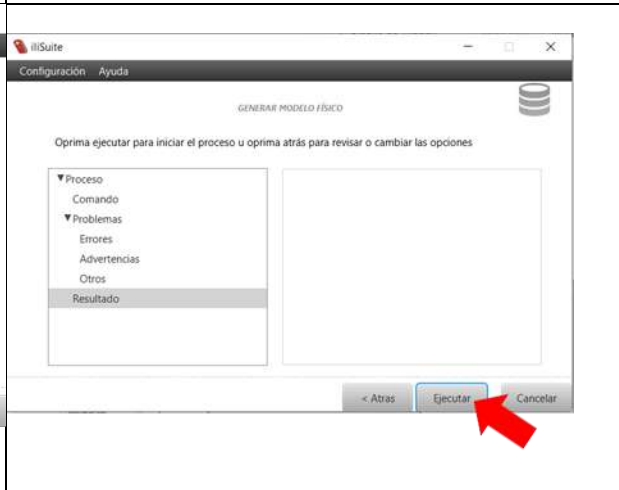 iliSuite
Configuración Ayuda
GENERAR MODELO FÍSICO
Oprima ejecutar para iniciar el proceso u oprima atrás para revisar o cambiar las opciones
Proceso
Comando
Problemas
Errores
Advertencias
Otros
Resultado
< Atras Ejecutar Cancelar